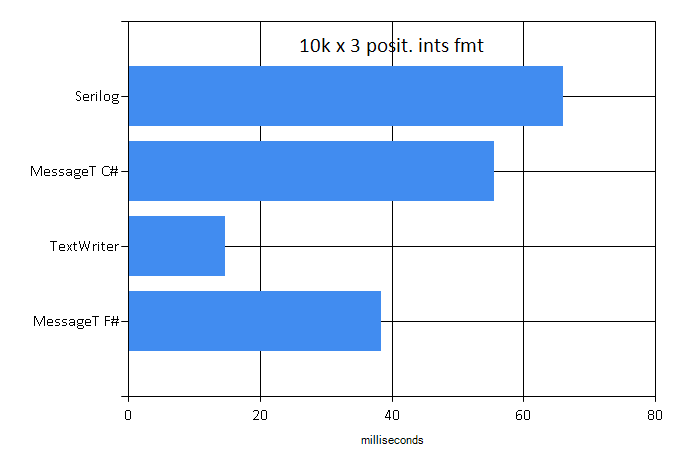 10k x 3 posit. ints fmt
Serilog
MessageT C#
TextWriter
MessageT F#
0 20 40 60 80
milliseconds